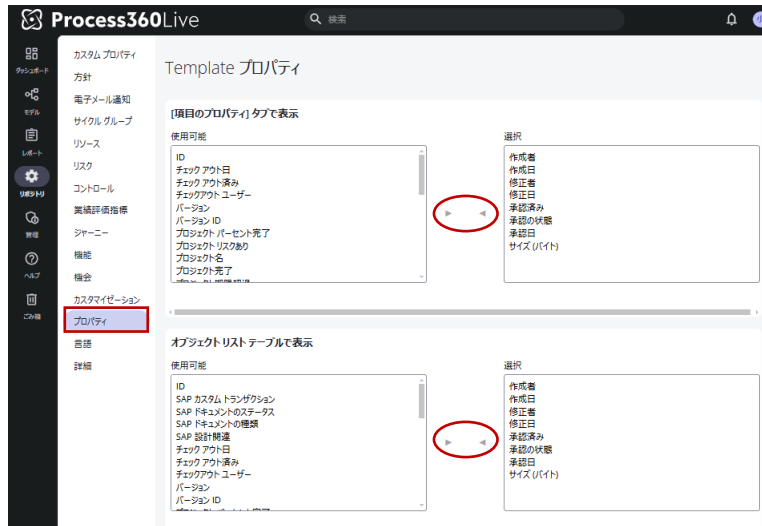 Process360Live
検索
小
ダッシュボード
モデル
レポート
リポジトリ
管理
ヘルプ
ごみ箱
カスタム プロパティ
方針
電子メール通知
サイクル グループ
リソース
リスク
コントロール
業績評価指標
ジャーニー
機能
機会
カスタマイゼーション
プロパティ
言語
詳細
Template プロパティ
[項目のプロパティ] タブで表示
使用可能
ID
チェック アウト日
チェック アウト済み
チェックアウト ユーザー
バージョン
バージョン ID
プロジェクト パーセント完了
プロジェクト リスクあり
プロジェクト名
プロジェクト完了
選択
作成者
作成日
修正者
修正日
承認済み
承認の状態
承認日
サイズ (バイト)
オブジェクト リスト テーブルで表示
使用可能
ID
SAP カスタム トランザクション
SAP ドキュメントのステータス
SAP ドキュメントの種類
SAP 設計関連
チェック アウト日
チェック アウト済み
チェックアウト ユーザー
バージョン
バージョン ID
選択
作成者
作成日
修正者
修正日
承認済み
承認の状態
承認日
サイズ (バイト)